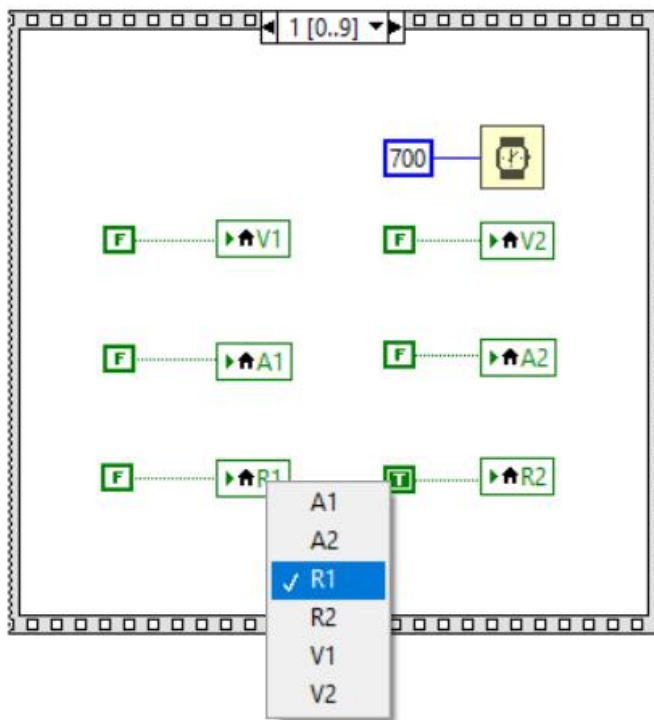 1 [0..9]
700
F V1 F V2
F A1 F A2
F R1 T R2
A1
A2
R1
R2
V1
V2